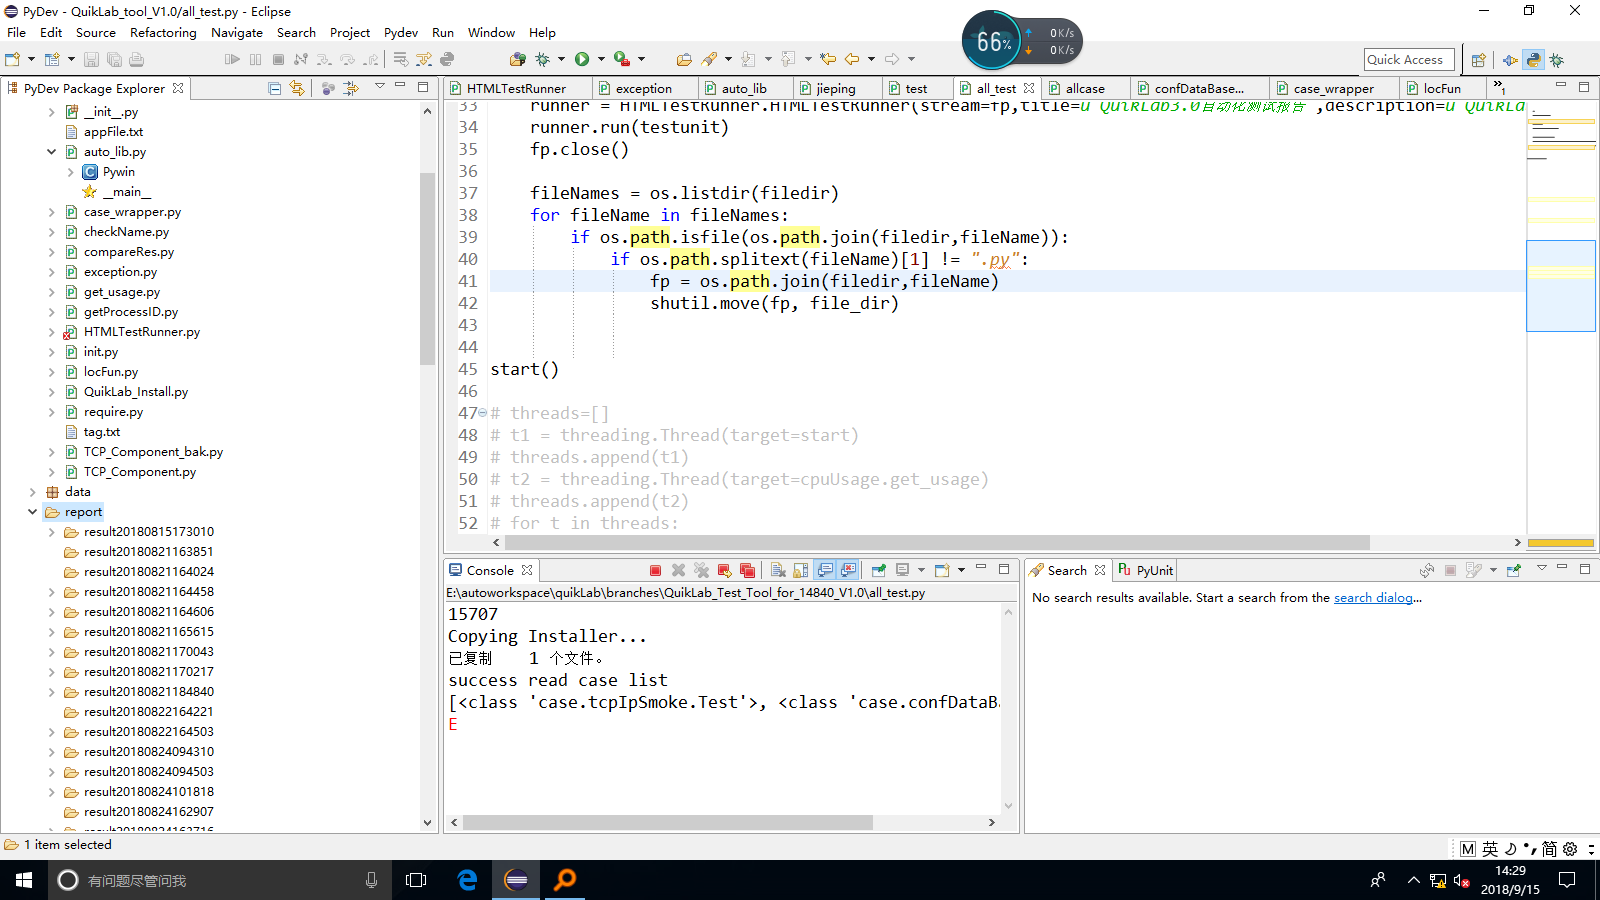 PyDev - QuikLab_tool_V1.0/all_test.py - Eclipse
File Edit Source Refactoring Navigate Search Project Pydev Run Window Help
66%
0K/s
0K/s
Quick Access
PyDev Package Explorer
__init__.py
appFile.txt
auto_lib.py
Pywin
__main__
case_wrapper.py
checkName.py
compareRes.py
exception.py
get_usage.py
getProcessID.py
HTMLTestRunner.py
init.py
locFun.py
QuikLab_Install.py
require.py
tag.txt
TCP_Component_bak.py
TCP_Component.py
data
report
result20180815173010
result20180821163851
result20180821164024
result20180821164458
result20180821164606
result20180821165615
result20180821170043
result20180821170217
result20180821184840
result20180822164221
result20180822164503
result20180824094310
result20180824094503
result20180824101818
result20180824162907
result20180824163716
HTMLTestRunner exception auto_lib jieping test all_test allcase confDataBase... case_wrapper locFun »1
33 runner = HTMLTestRunner.HTMLTestRunner(stream=fp,title=u'QuikLab3.0自动化测试报告',description=u'QuikLa
34 runner.run(testunit)
35 fp.close()
36
37 fileNames = os.listdir(filedir)
38 for fileName in fileNames:
39 if os.path.isfile(os.path.join(filedir,fileName)):
40 if os.path.splitext(fileName)[1] != ".py":
41 fp = os.path.join(filedir,fileName)
42 shutil.move(fp, file_dir)
43
44
45 start()
46
47 # threads=[]
48 # t1 = threading.Thread(target=start)
49 # threads.append(t1)
50 # t2 = threading.Thread(target=cpuUsage.get_usage)
51 # threads.append(t2)
52 # for t in threads:
Console
E:\autoworkspace\quikLab\branches\QuikLab_Test_Tool_for_14840_V1.0\all_test.py
15707
Copying Installer...
已复制 1 个文件。
success read case list
[<class 'case.tcpIpSmoke.Test'>, <class 'case.confDataBa
E
Search PyUnit
No search results available. Start a search from the search dialog...
1 item selected
M 英 简
有问题尽管问我
14:29
2018/9/15